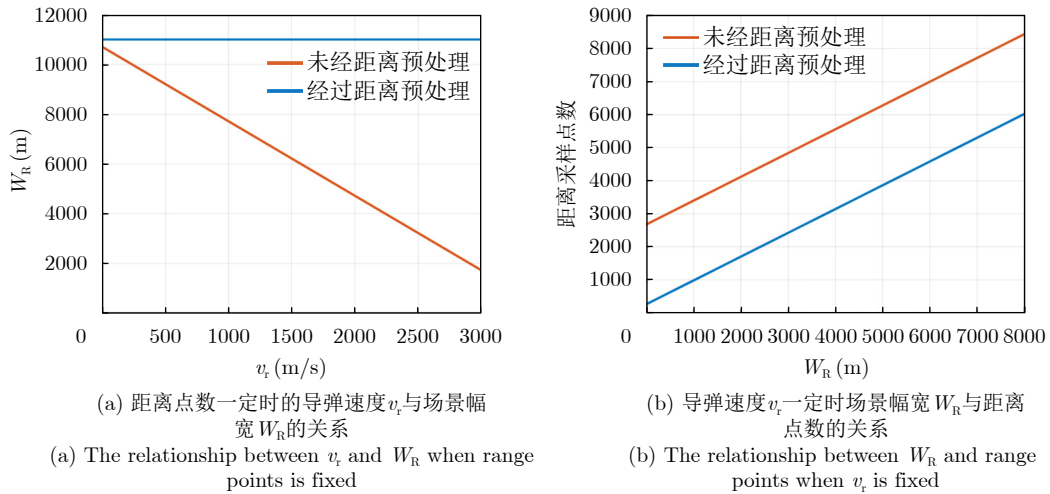 12000
10000
8000
6000
4000
2000
0
500
1000
1500
2000
2500
3000
W_R (m)
v_r (m/s)
未经距离预处理
经过距离预处理
(a) 距离点数一定时的导弹速度v_r与场景幅
宽W_R的关系
(a) The relationship between v_r and W_R when range
points is fixed
9000
8000
7000
6000
5000
4000
3000
2000
1000
0
1000 2000 3000 4000 5000 6000 7000 8000
距离采样点数
W_R (m)
未经距离预处理
经过距离预处理
(b) 导弹速度v_r一定时场景幅宽W_R与距离
点数的关系
(b) The relationship between W_R and range
points when v_r is fixed